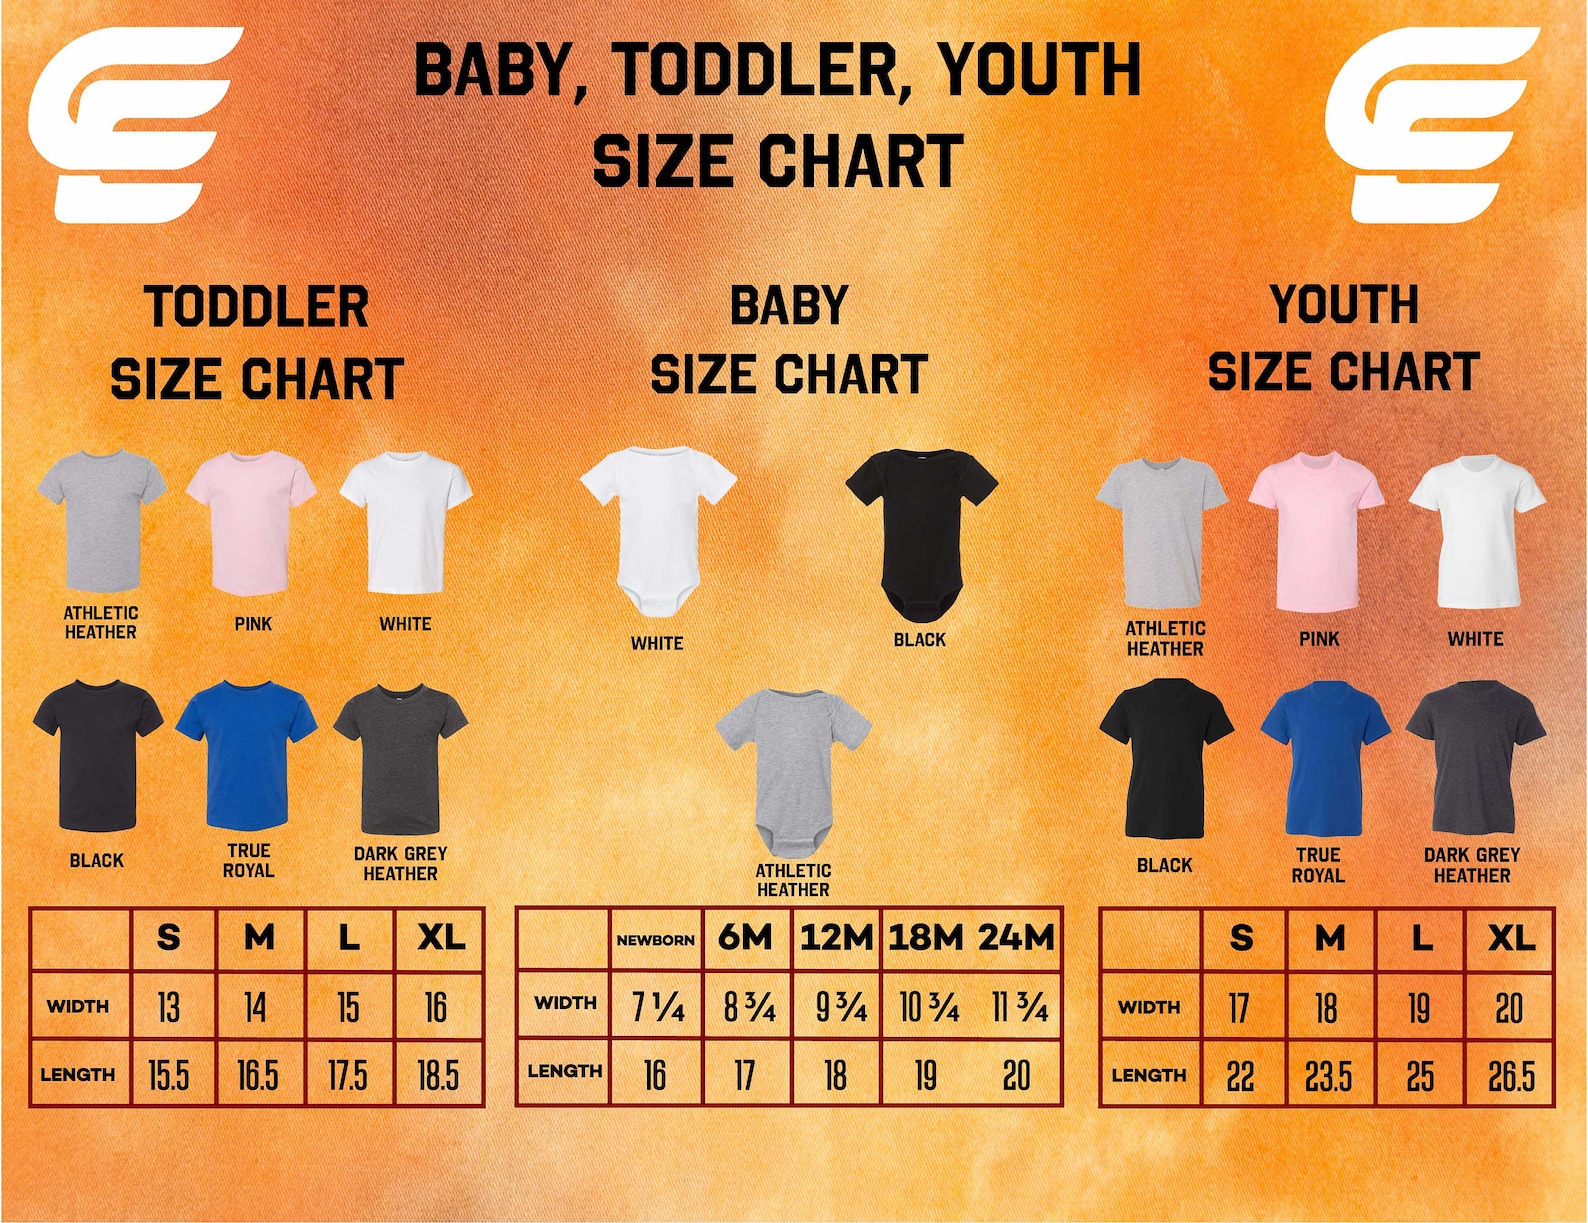 BABY, TODDLER, YOUTH
SIZE CHART
TODDLER
SIZE CHART
ATHLETIC
HEATHER
PINK
WHITE
BLACK
TRUE
ROYAL
DARK GREY
HEATHER
S M L XL
WIDTH 13 14 15 16
LENGTH 15.5 16.5 17.5 18.5
BABY
SIZE CHART
WHITE
BLACK
ATHLETIC
HEATHER
NEWBORN 6M 12M 18M 24M
WIDTH 7 ¼ 8 ¾ 9 ¾ 10 ¾ 11 ¾
LENGTH 16 17 18 19 20
YOUTH
SIZE CHART
ATHLETIC
HEATHER
PINK
WHITE
BLACK
TRUE
ROYAL
DARK GREY
HEATHER
S M L XL
WIDTH 17 18 19 20
LENGTH 22 23.5 25 26.5